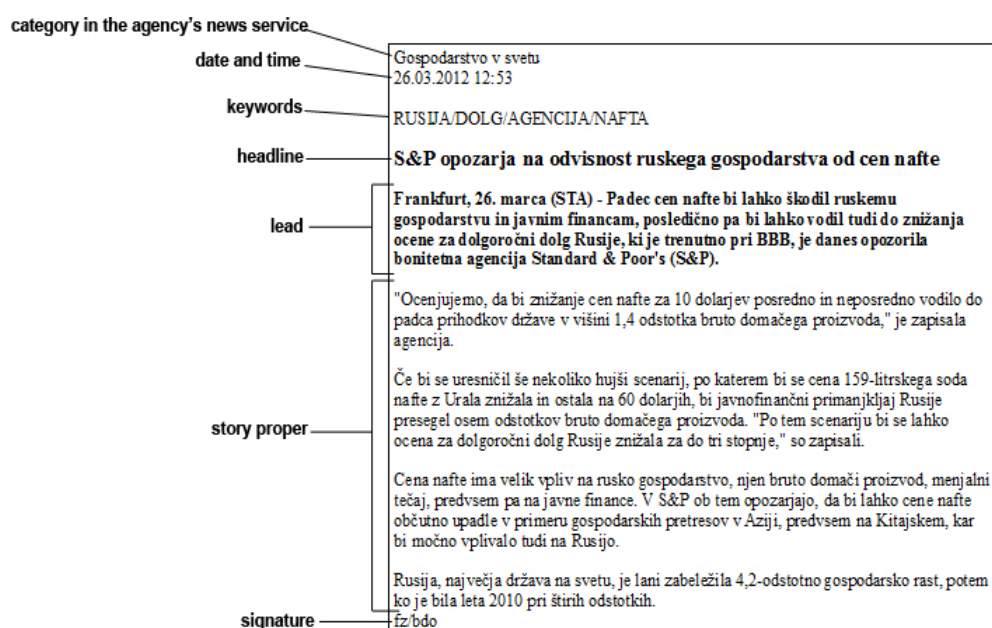 category in the agency's news service
Gospodarstvo v svetu
date and time
26.03.2012 12:53
keywords
RUSIJA/DOLG/AGENCIJA/NAFTA
headline
S&P opozarja na odvisnost ruskega gospodarstva od cen nafte
lead
Frankfurt, 26. marca (STA) - Padec cen nafte bi lahko škodil ruskemu
gospodarstvu in javnim financam, posledično pa bi lahko vodil tudi do znižanja
ocene za dolgoročni dolg Rusije, ki je trenutno pri BBB, je danes opozorila
bonitetna agencija Standard & Poor's (S&P).
story proper
"Ocenjujemo, da bi znižanje cen nafte za 10 dolarjev posredno in neposredno vodilo do
padca prihodkov države v višini 1,4 odstotka bruto domačega proizvoda," je zapisala
agencija.
Če bi se uresničil še nekoliko hujši scenarij, po katerem bi se cena 159-litrskega soda
nafte z Urala znižala in ostala na 60 dolarjih, bi javnofinančni primanjkljaj Rusije
presegel osem odstotkov bruto domačega proizvoda. "Po tem scenariju bi se lahko
ocena za dolgoročni dolg Rusije znižala za do tri stopnje," so zapisali.
Cena nafte ima velik vpliv na rusko gospodarstvo, njen bruto domači proizvod, menjalni
tečaj, predvsem pa na javne finance. V S&P ob tem opozarjajo, da bi lahko cene nafte
občutno upadle v primeru gospodarskih pretresov v Aziji, predvsem na Kitajskem, kar
bi močno vplivalo tudi na Rusijo.
Rusija, največja država na svetu, je lani zabeležila 4,2-odstotno gospodarsko rast, potem
ko je bila leta 2010 pri štirih odstotkih.
signature
fz/bdo